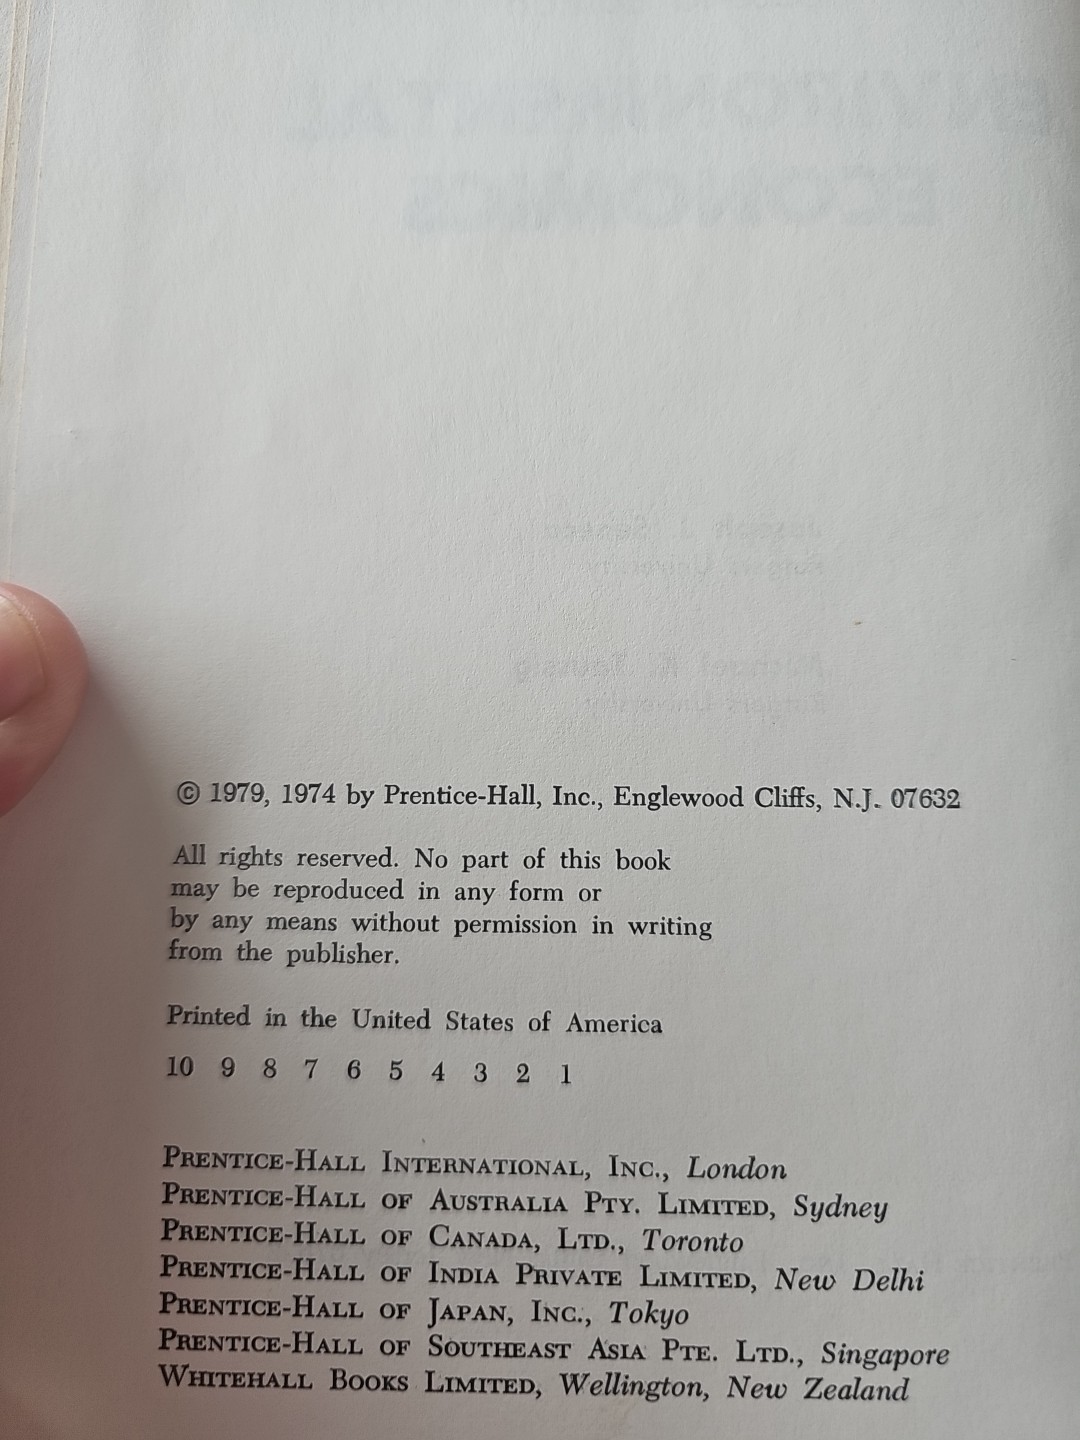 © 1979, 1974 by Prentice-Hall, Inc., Englewood Cliffs, N.J. 07632
All rights reserved. No part of this book
may be reproduced in any form or
by any means without permission in writing
from the publisher.
Printed in the United States of America
10 9 8 7 6 5 4 3 2 1
PRENTICE-HALL INTERNATIONAL, INC., London
PRENTICE-HALL OF AUSTRALIA PTY. LIMITED, Sydney
PRENTICE-HALL OF CANADA, LTD., Toronto
PRENTICE-HALL OF INDIA PRIVATE LIMITED, New Delhi
PRENTICE-HALL OF JAPAN, INC., Tokyo
PRENTICE-HALL OF SOUTHEAST ASIA PTE. LTD., Singapore
WHITEHALL BOOKS LIMITED, Wellington, New Zealand